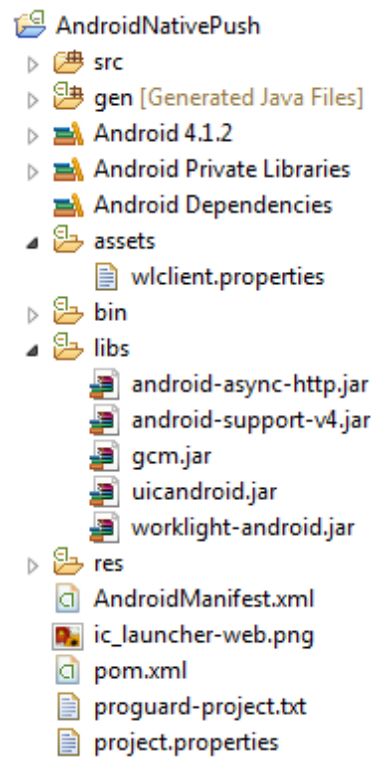 AndroidNativePush
src
gen [Generated Java Files]
Android 4.1.2
Android Private Libraries
Android Dependencies
assets
wlclient.properties
bin
libs
android-async-http.jar
android-support-v4.jar
gcm.jar
uicandroid.jar
worklight-android.jar
res
AndroidManifest.xml
ic_launcher-web.png
pom.xml
proguard-project.txt
project.properties